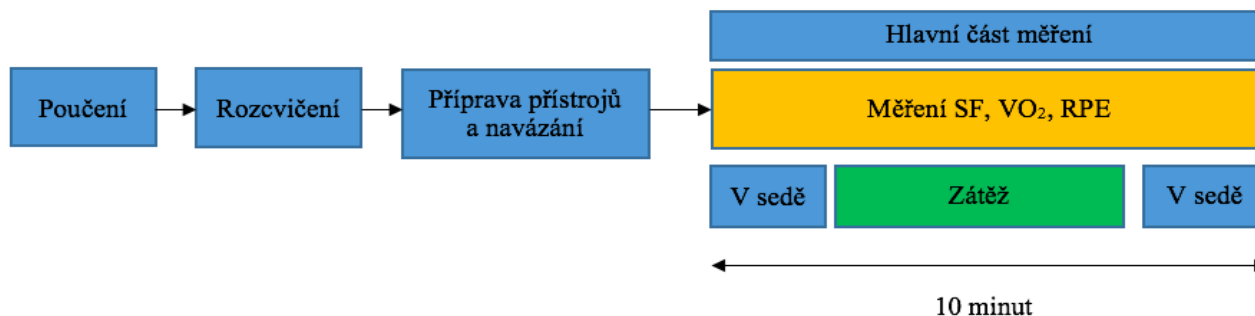 Poučení
Rozcvičení
Příprava přístrojů
a navázání
Hlavní část měření
Měření SF, VO₂, RPE
V sedě
Zátěž
V sedě
10 minut